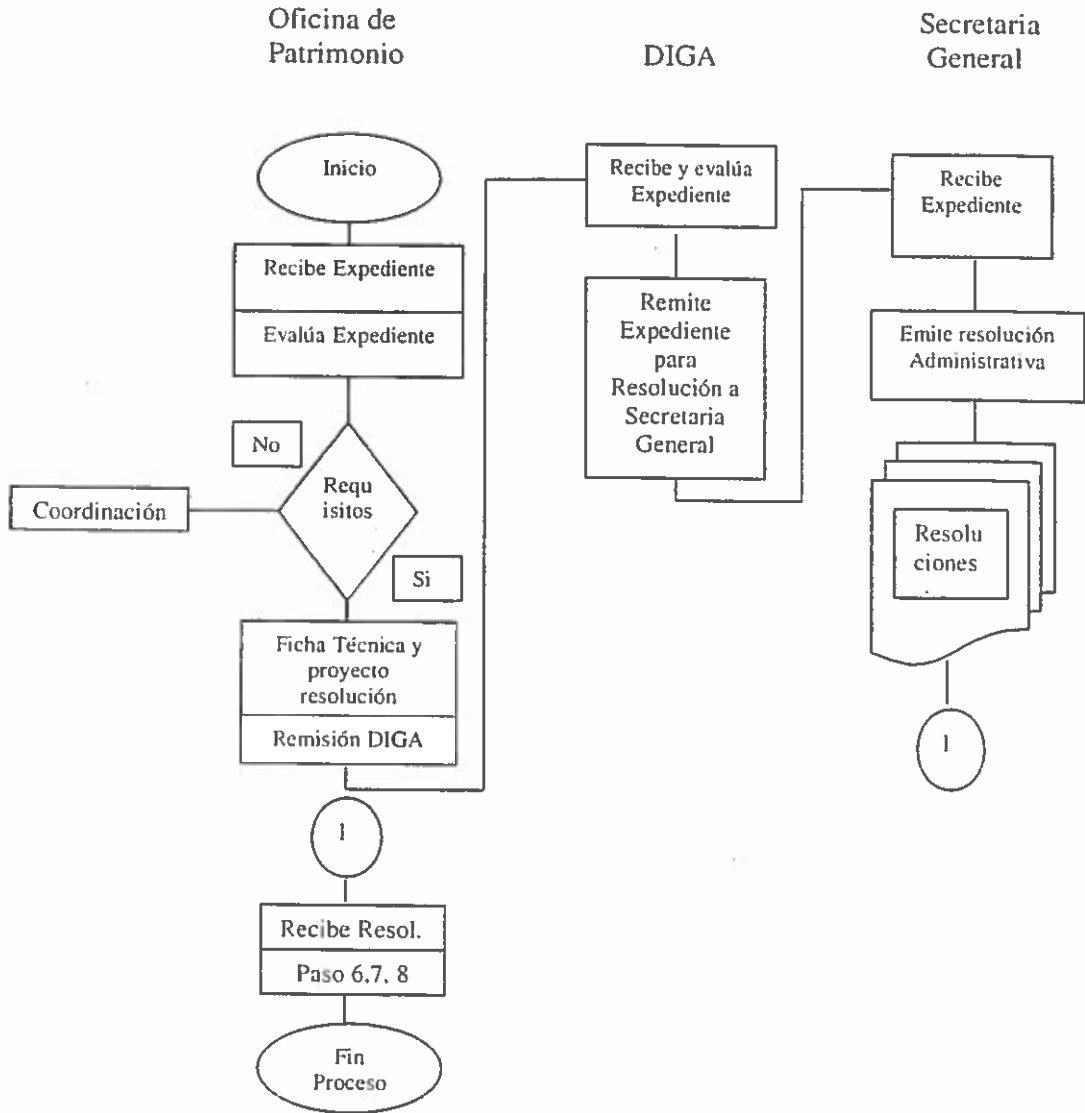 Oficina de
Patrimonio
DIGA
Secretaria
General
Inicio
Recibe Expediente
Evalúa Expediente
No
Requ
isitos
Coordinación
Si
Ficha Técnica y
proyecto
resolución
Remisión DIGA
1
Recibe Resol.
Paso 6,7, 8
Fin
Proceso
Recibe y evalúa
Expediente
Remite
Expediente
para
Resolución a
Secretaria
General
Recibe
Expediente
Emite resolución
Administrativa
Resolu
ciones
1